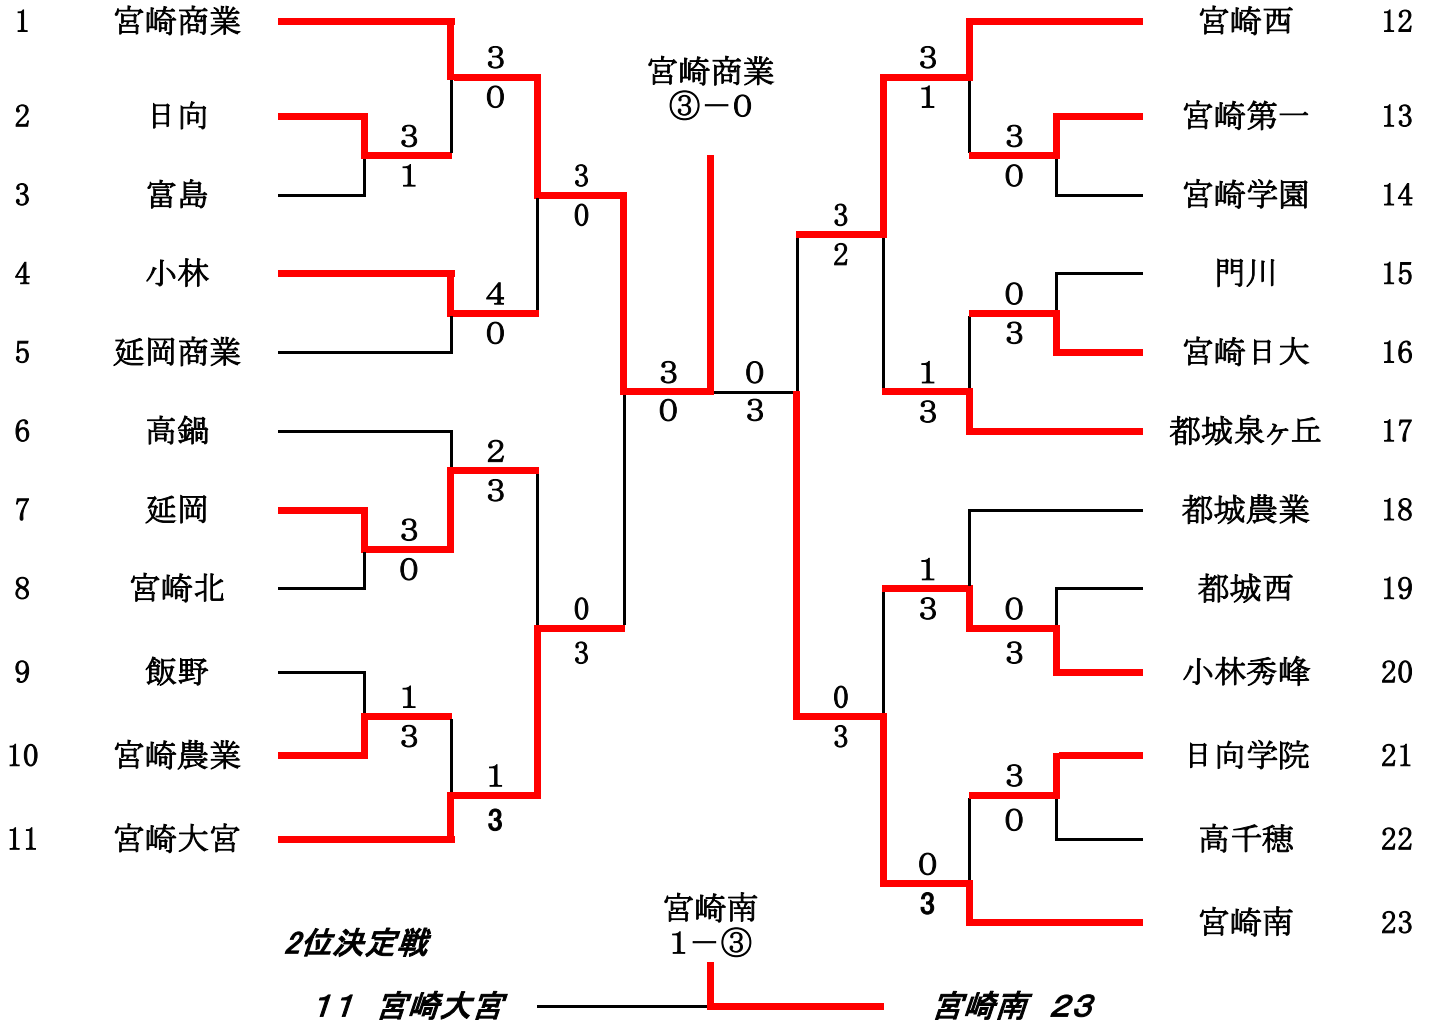 1 宮崎商業
2 日向
3 富島
4 小林
5 延岡商業
6 高鍋
7 延岡
8 宮崎北
9 飯野
10 宮崎農業
11 宮崎大宮
3
0
3
1
4
0
2
3
3
0
1
3
1
3
3
0
0
3
3
0
宮崎商業
③－0
0
3
3
2
0
3
3
1
1
3
1
3
0
3
3
0
0
3
0
3
3
0
宮崎西 12
宮崎第一 13
宮崎学園 14
門川 15
宮崎日大 16
都城泉ヶ丘 17
都城農業 18
都城西 19
小林秀峰 20
日向学院 21
高千穂 22
宮崎南 23
2位決定戦
宮崎南
1－③
11 宮崎大宮
宮崎南 23